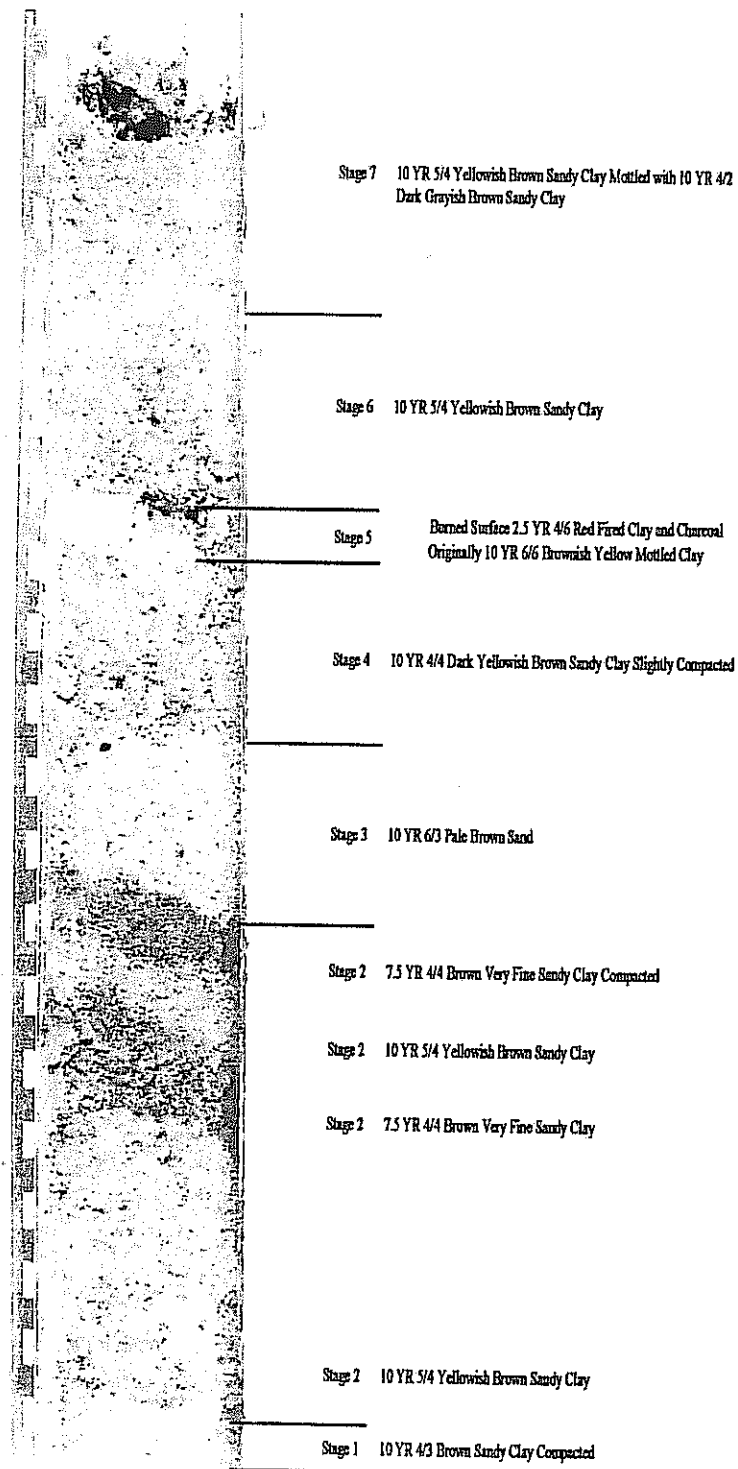 Stage 7 10 YR 5/4 Yellowish Brown Sandy Clay Mottled with 10 YR 4/2
Dark Grayish Brown Sandy Clay
Stage 6 10 YR 5/4 Yellowish Brown Sandy Clay
Burned Surface 2.5 YR 4/6 Red Fired Clay and Charcoal
Stage 5 Originally 10 YR 6/6 Brownish Yellow Mottled Clay
Stage 4 10 YR 4/4 Dark Yellowish Brown Sandy Clay Slightly Compacted
Stage 3 10 YR 6/3 Pale Brown Sand
Stage 2 7.5 YR 4/4 Brown Very Fine Sandy Clay Compacted
Stage 2 10 YR 5/4 Yellowish Brown Sandy Clay
Stage 2 7.5 YR 4/4 Brown Very Fine Sandy Clay
Stage 2 10 YR 5/4 Yellowish Brown Sandy Clay
Stage 1 10 YR 4/3 Brown Sandy Clay Compacted